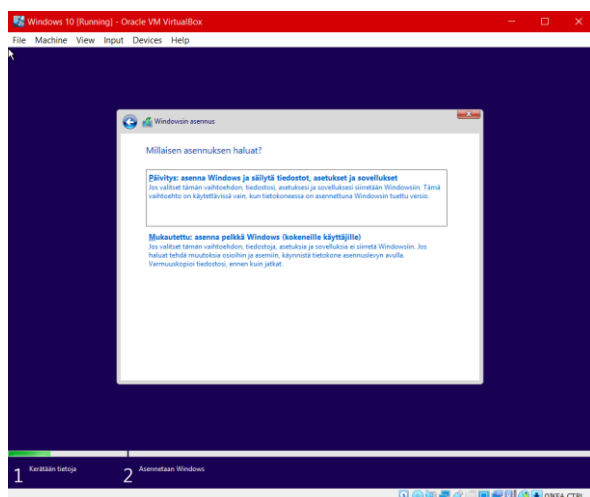 Windows 10 [Running] - Oracle VM VirtualBox
File Machine View Input Devices Help
Windowsin asennus
Millaisen asennuksen haluat?
Päivitys: asenna Windows ja säilytä tiedostot, asetukset ja sovellukset
Jos valitset tämän vaihtoehdon, tiedostosi, asetuksesi ja sovelluksesi siirretään Windowsiin. Tämä
vaihtoehto on käytettävissä vain, kun tietokoneessa on asennettuna Windowsin tuettu versio.
Mukautettu: asenna pelkkä Windows (kokeneille käyttäjille)
Jos valitset tämän vaihtoehdon, tiedostoja, asetuksia ja sovelluksia ei siirretä Windowsiin. Jos
haluat tehdä muutoksia osioihin ja asemiin, käynnistä tietokone asennuslevyn avulla.
Varmuuskopioi tiedostosi, ennen kuin jatkat.
1 Kerätään tietoja
2 Asennetaan Windows